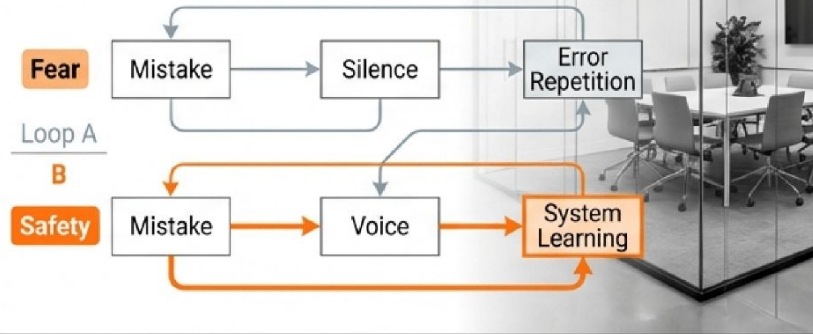 Fear
Mistake
Silence
Error
Repetition
Loop A
B
Safety
Mistake
Voice
System
Learning